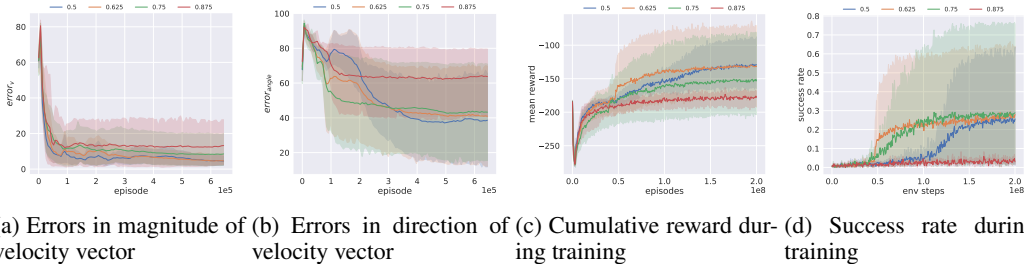 0.5 0.625 0.75 0.875
80
60
40
20
0
error_v
0 1 2 3 4 5 6 1e5
episode
0.5 0.625 0.75 0.875
100
80
60
40
20
error_angle
0 1 2 3 4 5 6 1e5
episode
0.5 0.625 0.75 0.875
−100
−150
−200
−250
mean reward
0.0 0.5 1.0 1.5 2.0
1e8
episodes
0.5 0.625 0.75 0.875
0.8
0.7
0.6
0.5
0.4
0.3
0.2
0.1
0.0
success rate
0.0 0.5 1.0 1.5 2.0
1e8
env steps
a) Errors in magnitude of
velocity vector
(b) Errors in direction of
velocity vector
(c) Cumulative reward dur-
ing training
(d) Success rate durin
training